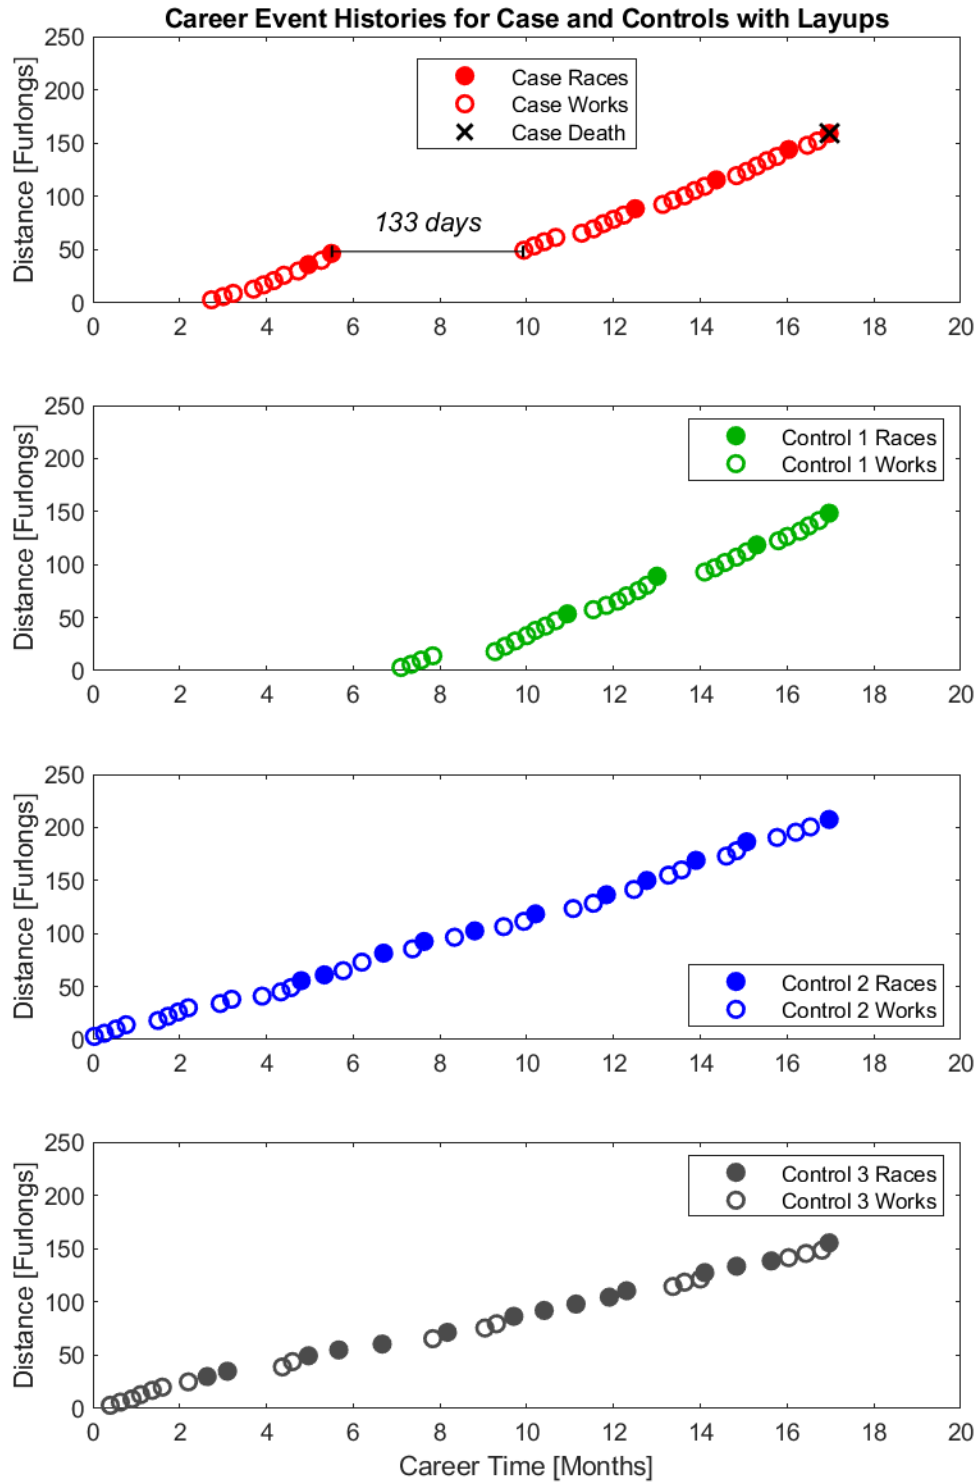 Career Event Histories for Case and Controls with Layups
Distance [Furlongs]
250
200
150
100
50
0
Case Races
Case Works
Case Death
133 days
0 2 4 6 8 10 12 14 16 18 20
Distance [Furlongs]
250
200
150
100
50
0
Control 1 Races
Control 1 Works
0 2 4 6 8 10 12 14 16 18 20
Distance [Furlongs]
250
200
150
100
50
0
Control 2 Races
Control 2 Works
0 2 4 6 8 10 12 14 16 18 20
Distance [Furlongs]
250
200
150
100
50
0
Control 3 Races
Control 3 Works
0 2 4 6 8 10 12 14 16 18 20
Career Time [Months]